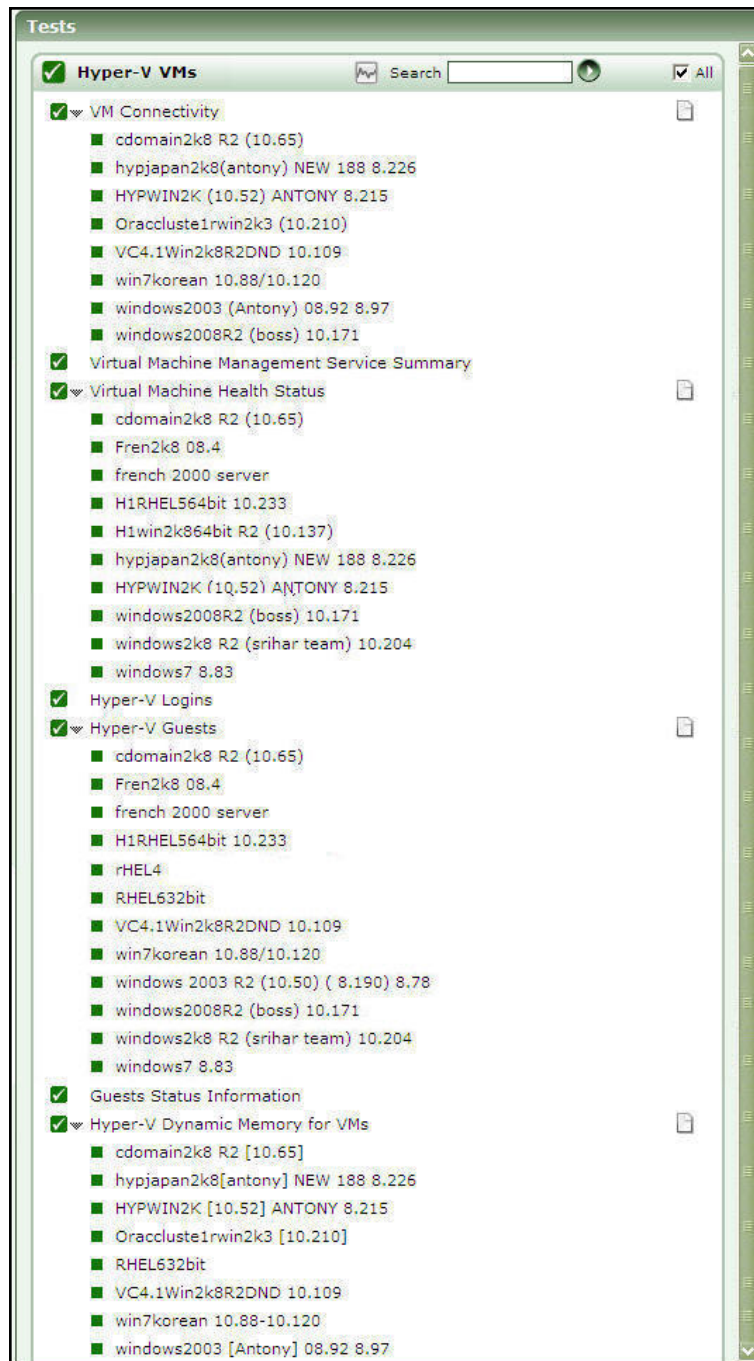 Tests
Hyper-V VMs Search All
VM Connectivity
cdomain2k8 R2 (10.65)
hypjapan2k8(antony) NEW 188 8.226
HYPWIN2K (10.52) ANTONY 8.215
Oraccluste1rwin2k3 (10.210)
VC4.1Win2k8R2DND 10.109
win7korean 10.88/10.120
windows2003 (Antony) 08.92 8.97
windows2008R2 (boss) 10.171
Virtual Machine Management Service Summary
Virtual Machine Health Status
cdomain2k8 R2 (10.65)
Fren2k8 08.4
french 2000 server
H1RHEL564bit 10.233
H1win2k864bit R2 (10.137)
hypjapan2k8(antony) NEW 188 8.226
HYPWIN2K (10.52) ANTONY 8.215
windows2008R2 (boss) 10.171
windows2k8 R2 (srihar team) 10.204
windows7 8.83
Hyper-V Logins
Hyper-V Guests
cdomain2k8 R2 (10.65)
Fren2k8 08.4
french 2000 server
H1RHEL564bit 10.233
rHEL4
RHEL632bit
VC4.1Win2k8R2DND 10.109
win7korean 10.88/10.120
windows 2003 R2 (10.50) ( 8.190) 8.78
windows2008R2 (boss) 10.171
windows2k8 R2 (srihar team) 10.204
windows7 8.83
Guests Status Information
Hyper-V Dynamic Memory for VMs
cdomain2k8 R2 [10.65]
hypjapan2k8[antony] NEW 188 8.226
HYPWIN2K [10.52] ANTONY 8.215
Oraccluste1rwin2k3 [10.210]
RHEL632bit
VC4.1Win2k8R2DND 10.109
win7korean 10.88-10.120
windows2003 [Antony] 08.92 8.97